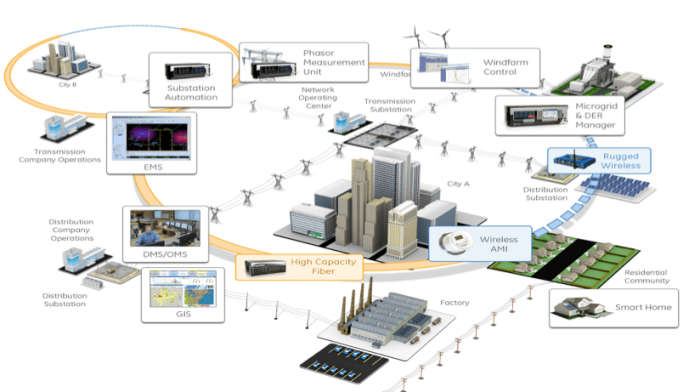 City B
Substation
Automation
Phasor
Measurement
Unit
Windfarm
Control
Network
Operating
Center
Transmission
Substation
Microgrid
& DER
Manager
Transmission
Company Operations
EMS
Rugged
Wireless
City A
Distribution
Substation
Distribution
Company
Operations
DMS/OMS
Wireless
AMI
High Capacity
Fiber
Residential
Community
Distribution
Substation
GIS
Factory
Smart Home